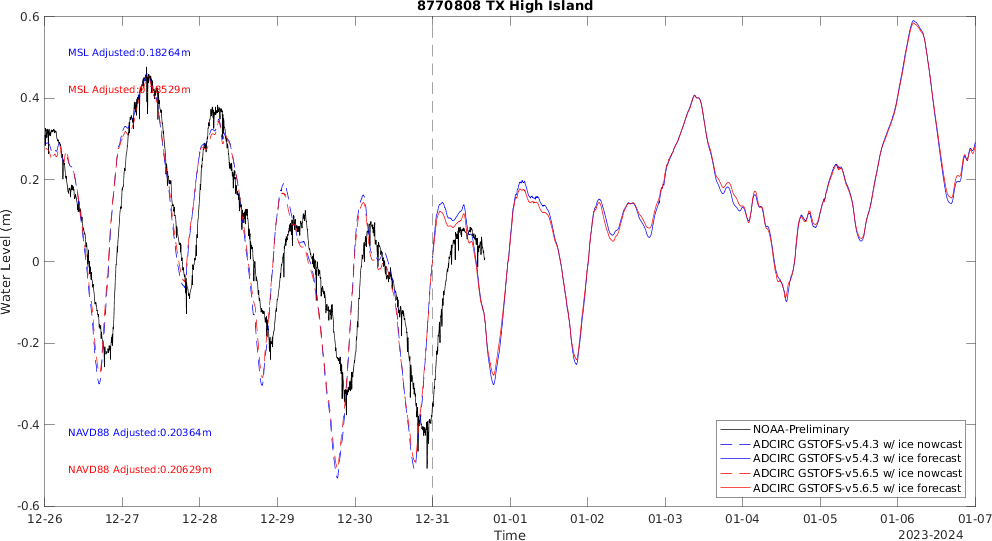 8770808 TX High Island
MSL Adjusted:0.18264m
MSL Adjusted:0.18529m
NAVD88 Adjusted:0.20364m
NAVD88 Adjusted:0.20629m
Water Level (m)
0.6
0.4
0.2
0
-0.2
-0.4
-0.6
NOAA-Preliminary
ADCIRC GSTOFS-v5.4.3 w/ ice nowcast
ADCIRC GSTOFS-v5.4.3 w/ ice forecast
ADCIRC GSTOFS-v5.6.5 w/ ice nowcast
ADCIRC GSTOFS-v5.6.5 w/ ice forecast
12-26 12-27 12-28 12-29 12-30 12-31 01-01 01-02 01-03 01-04 01-05 01-06 01-07
Time
2023-2024